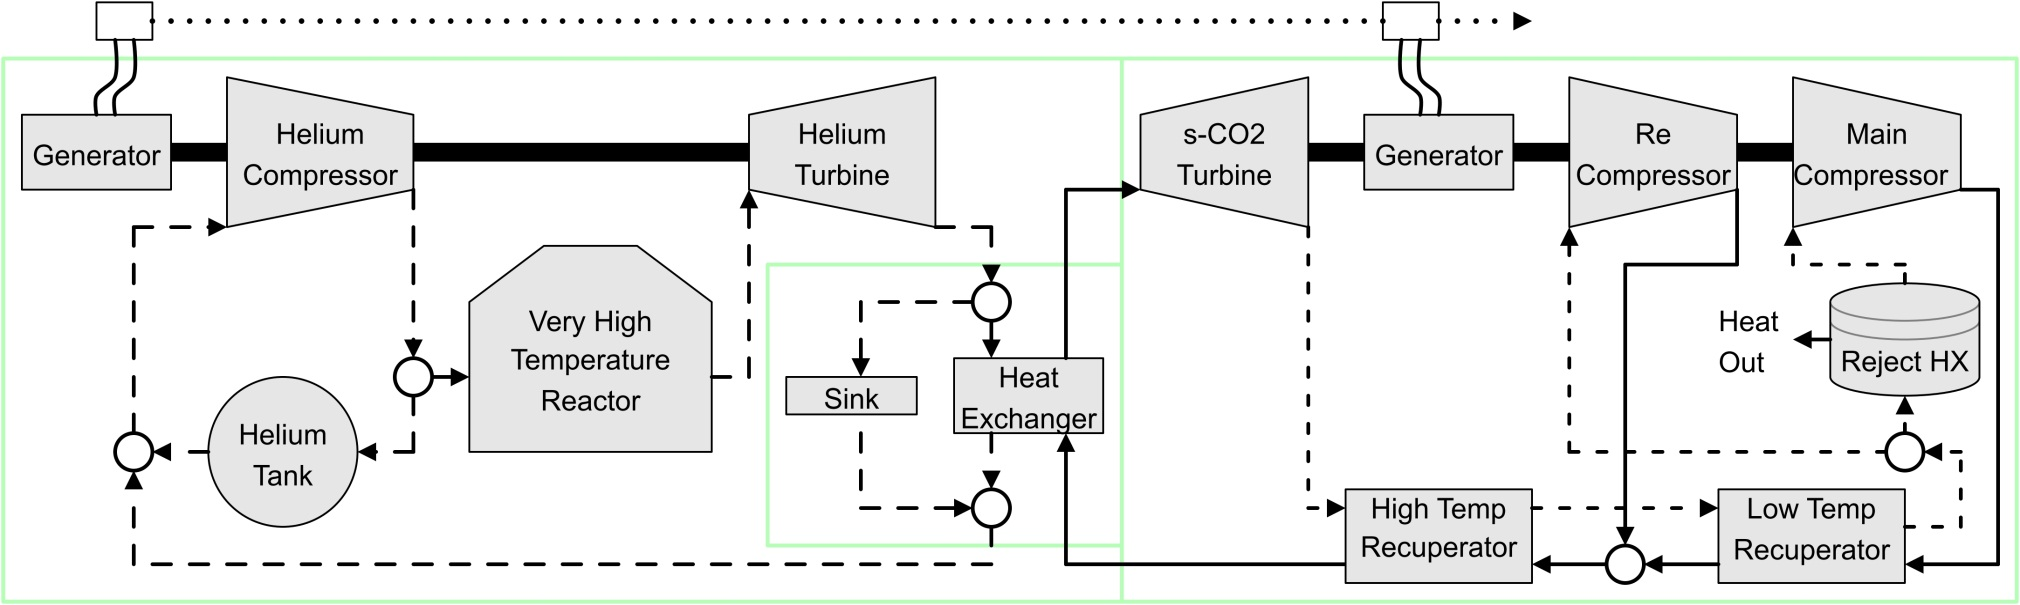 Generator
Helium
Compressor
Helium
Turbine
s-CO2
Turbine
Generator
Re
Compressor
Main
Compressor
Very High
Temperature
Reactor
Helium
Tank
Sink
Heat
Exchanger
Heat
Out
Reject HX
High Temp
Recuperator
Low Temp
Recuperator